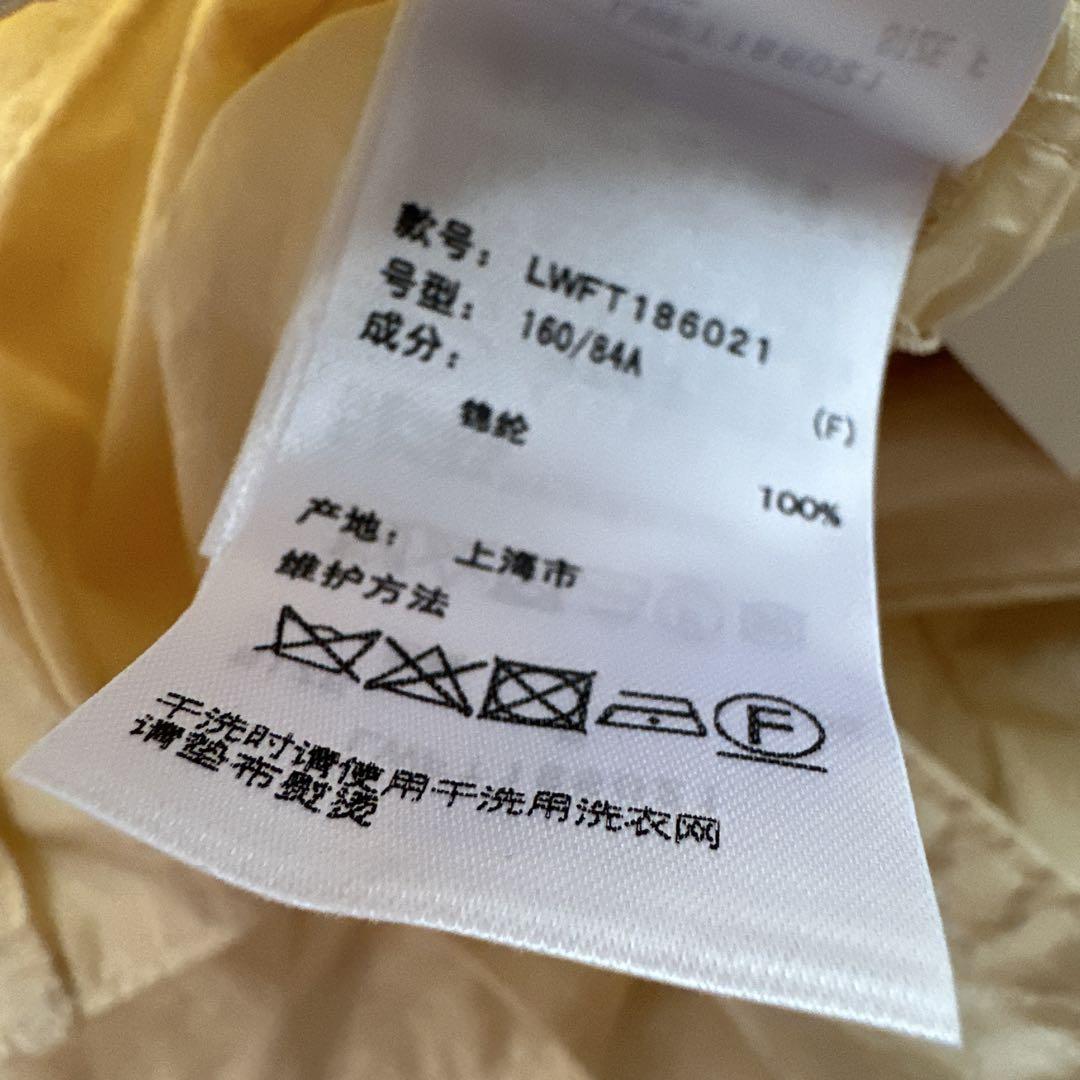 款号： LWFT186021
号型： 160/84A
成分： (F)
锦纶 100%
产地： 上海市
维护方法
F
干洗时请使用干洗用洗衣网
请垫布熨烫